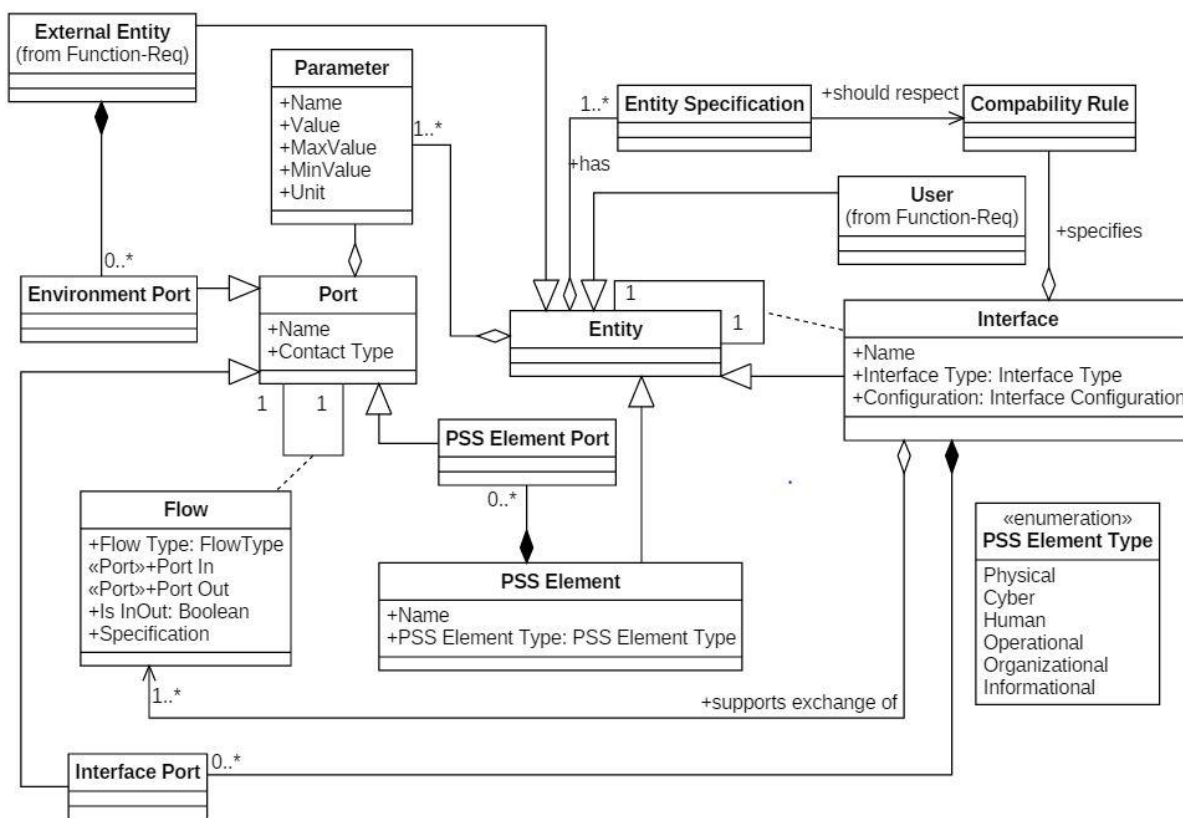 External Entity
(from Function-Req)
Parameter
+Name
+Value
+MaxValue
+MinValue
+Unit
1..*
1..*
Entity Specification
+should respect
Compability Rule
+has
User
(from Function-Req)
+specifies
0..*
Environment Port
Port
+Name
+Contact Type
1
1
Entity
1
1
Interface
+Name
+Interface Type: Interface Type
+Configuration: Interface Configuration
PSS Element Port
0..*
Flow
+Flow Type: FlowType
«Port»+Port In
«Port»+Port Out
+Is InOut: Boolean
+Specification
PSS Element
+Name
+PSS Element Type: PSS Element Type
«enumeration»
PSS Element Type
Physical
Cyber
Human
Operational
Organizational
Informational
1..*
+supports exchange of
Interface Port
0..*